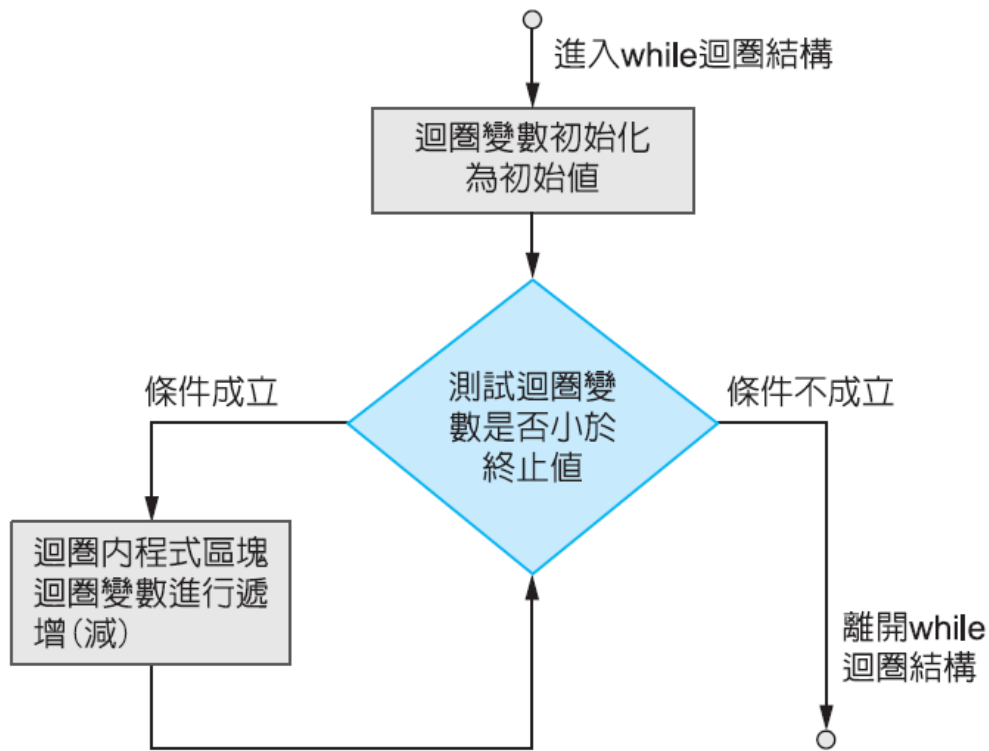 進入while迴圈結構
迴圈變數初始化
為初始值
測試迴圈變
數是否小於
終止值
條件成立
條件不成立
迴圈內程式區塊
迴圈變數進行遞
增(減)
離開while
迴圈結構